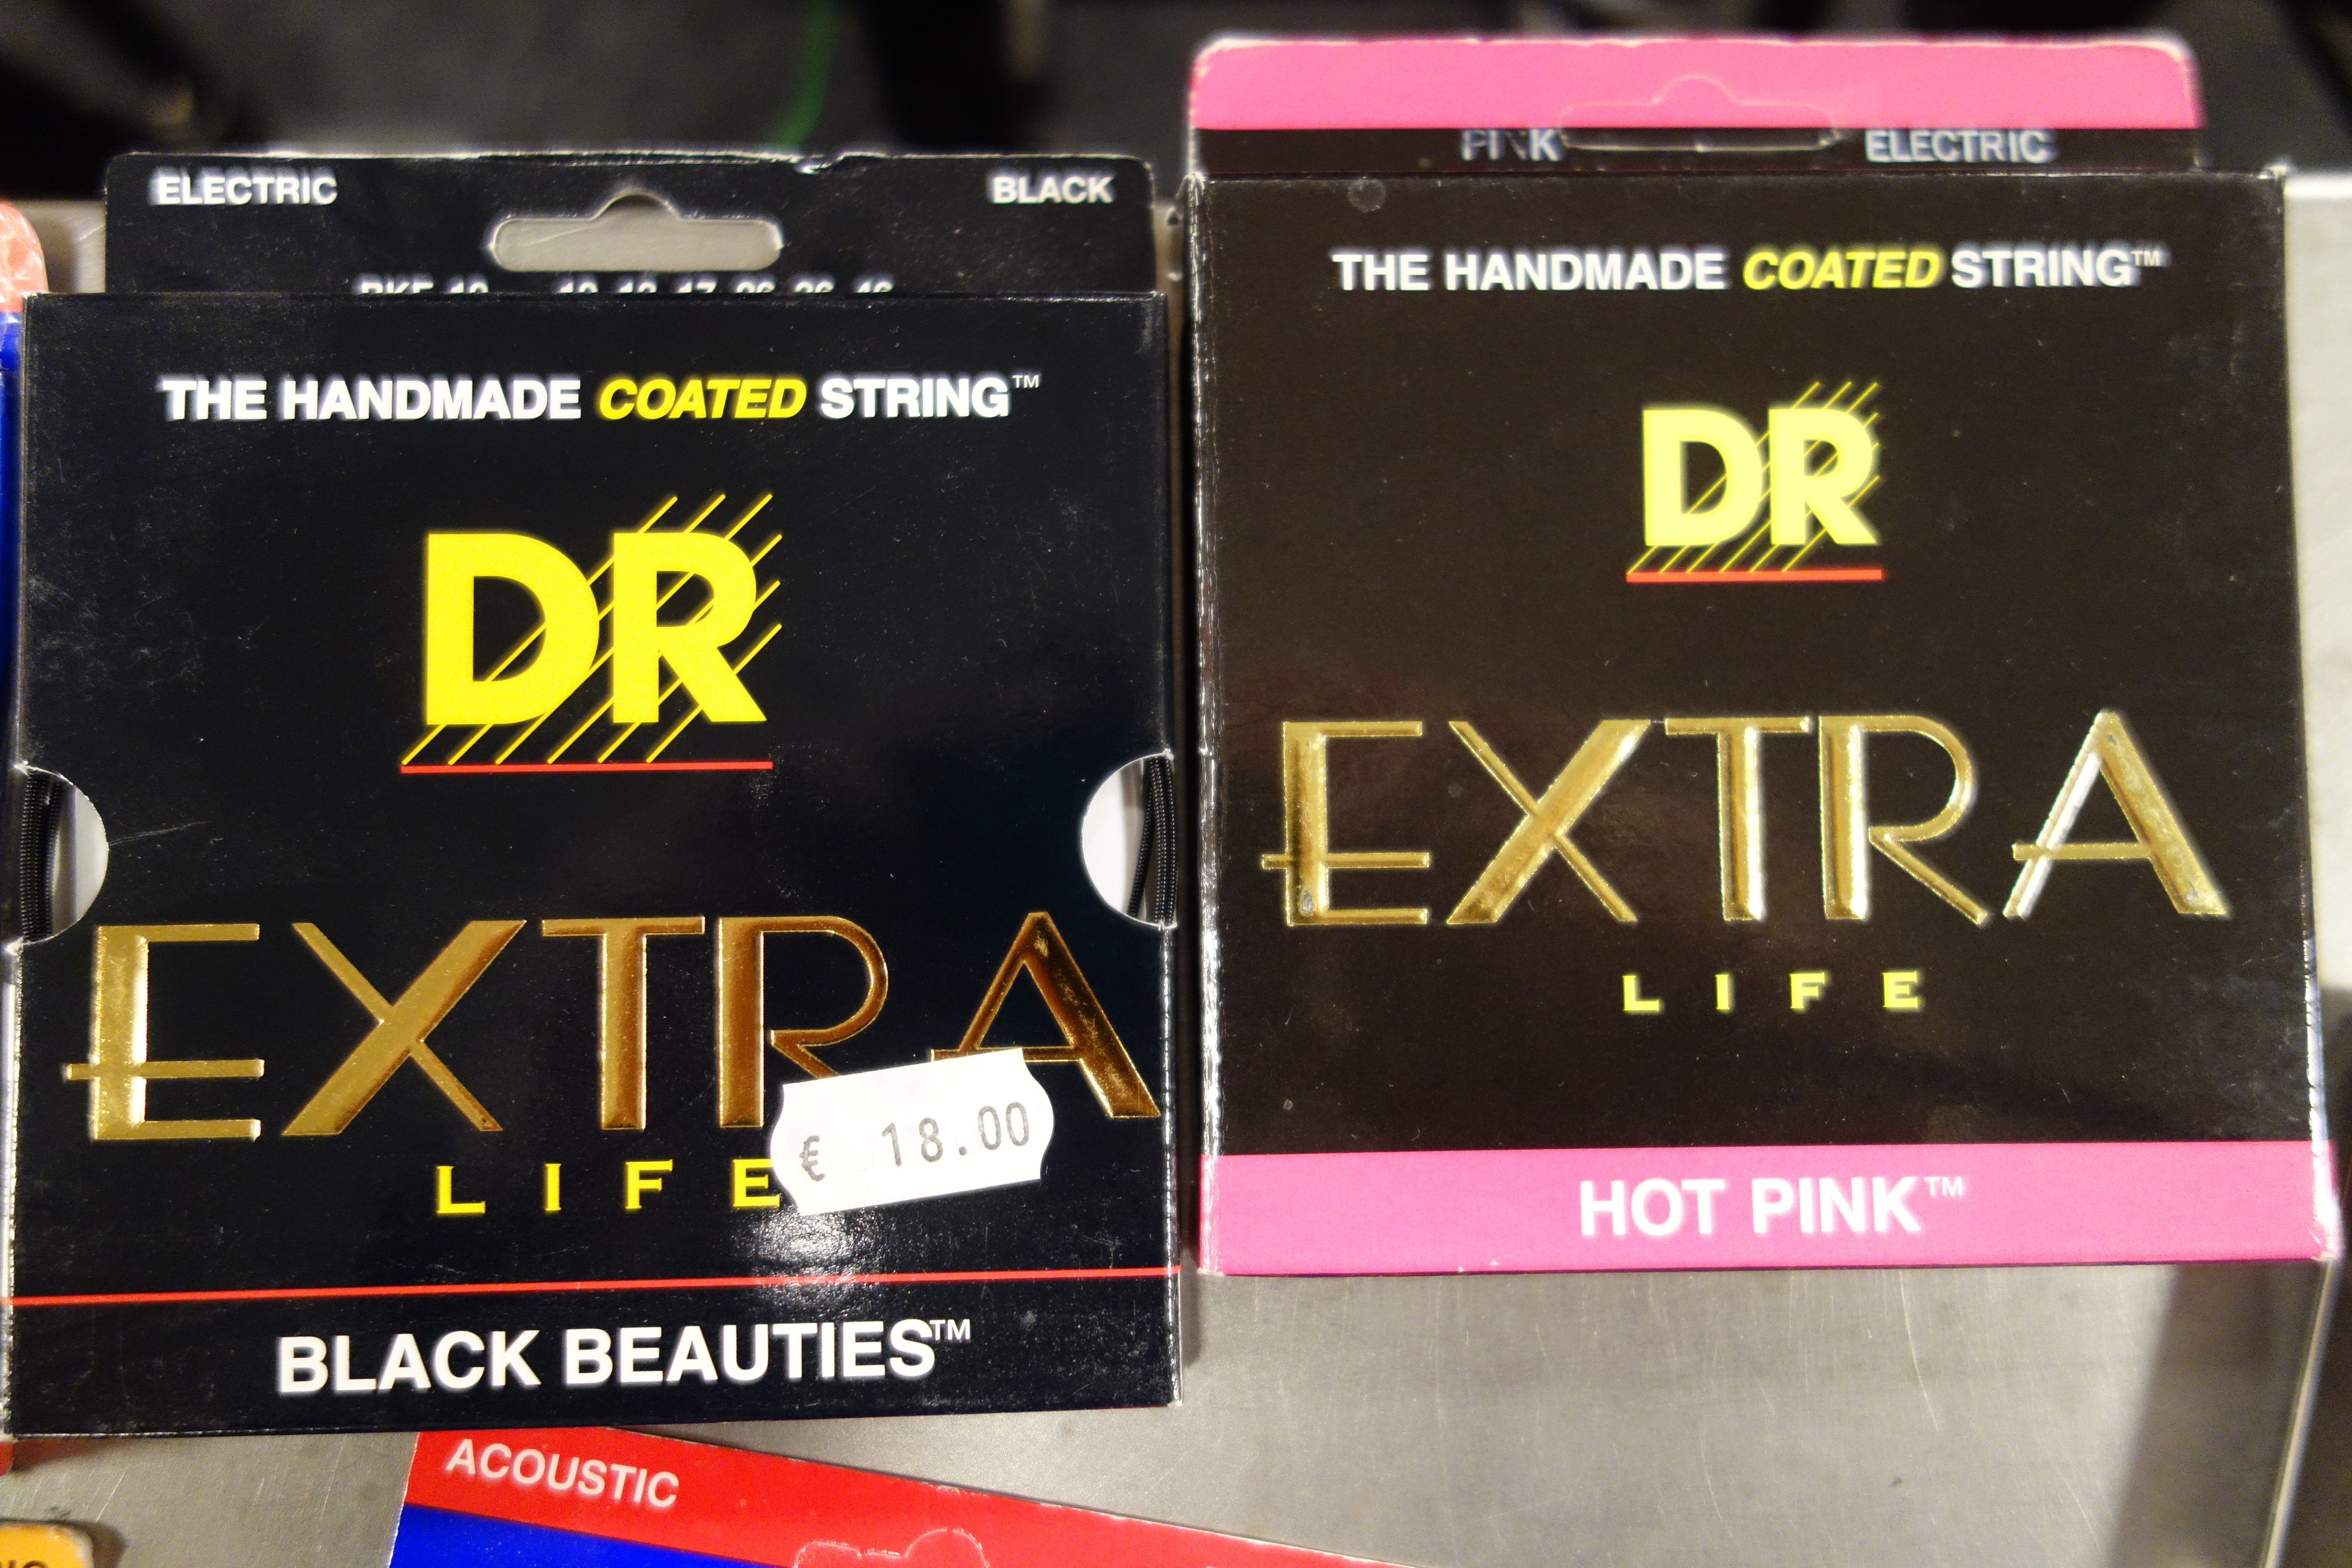 ELECTRIC BLACK
THE HANDMADE COATED STRING™
DR
EXTRA
LIFE
€ 18.00
BLACK BEAUTIES™
PINK ELECTRIC
THE HANDMADE COATED STRING™
DR
EXTRA
LIFE
HOT PINK™
ACOUSTIC